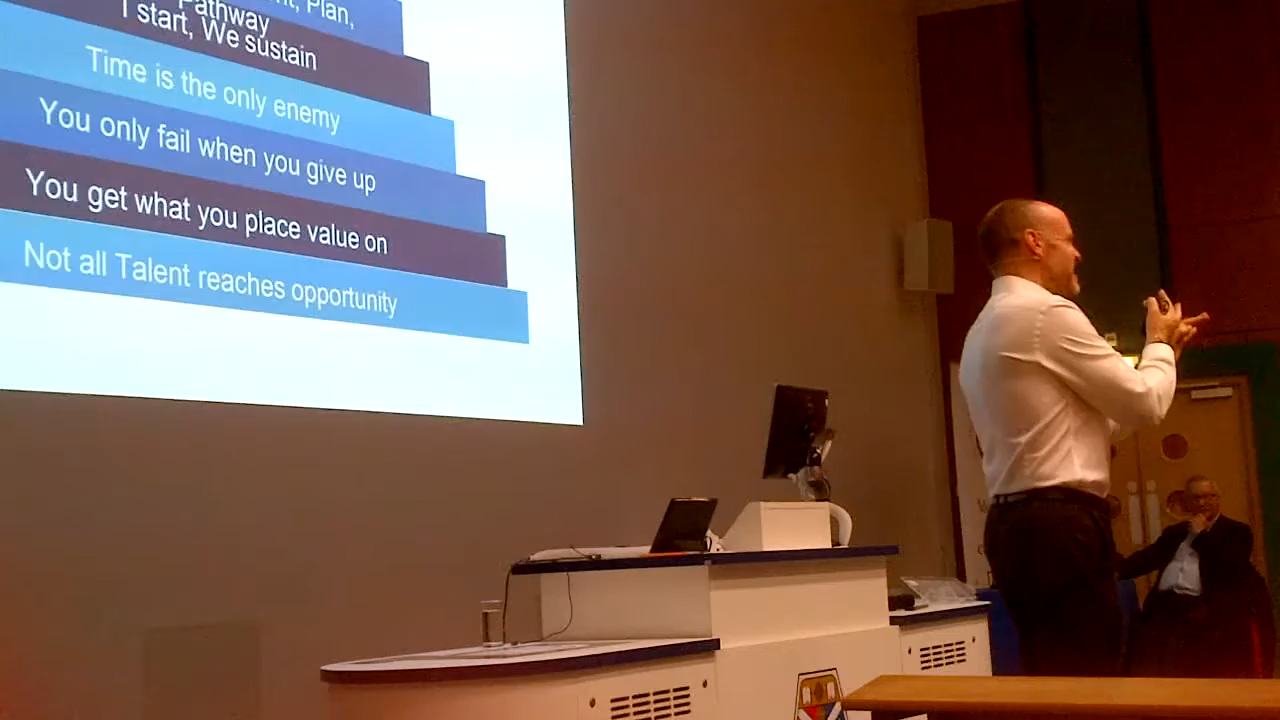 Plan,
Pathway
I start, We sustain
Time is the only enemy
You only fail when you give up
You get what you place value on
Not all Talent reaches opportunity